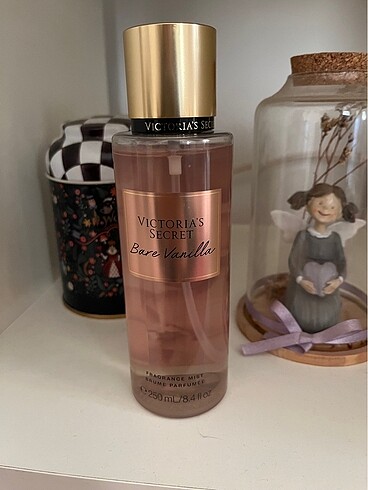 VICTORIA'S SEC
VICTORIA'S
SECRET
Bare Vanilla
FRAGRANCE MIST
BRUME PARFUMÉE
250 mL/8.4 fl oz